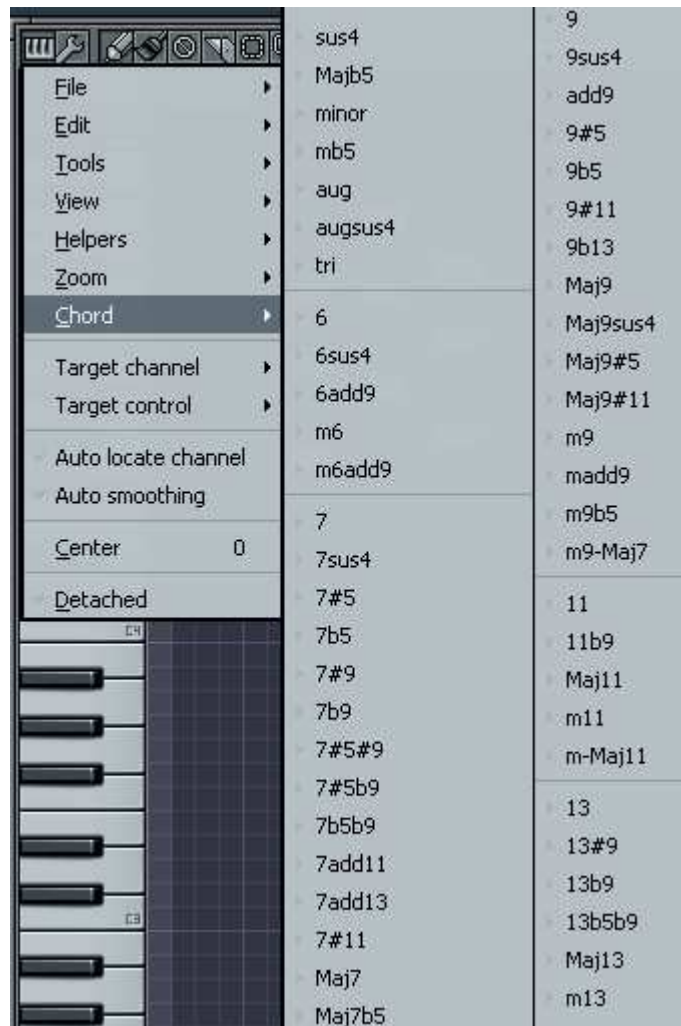 File
Edit
Tools
View
Helpers
Zoom
Chord
Target channel
Target control
Auto locate channel
Auto smoothing
Center 0
Detached
C4
C3
sus4
Majb5
minor
mb5
aug
augsus4
tri
6
6sus4
6add9
m6
m6add9
7
7sus4
7#5
7b5
7#9
7b9
7#5#9
7#5b9
7b5b9
7add11
7add13
7#11
Maj7
Maj7b5
9
9sus4
add9
9#5
9b5
9#11
9b13
Maj9
Maj9sus4
Maj9#5
Maj9#11
m9
madd9
m9b5
m9-Maj7
11
11b9
Maj11
m11
m-Maj11
13
13#9
13b9
13b5b9
Maj13
m13